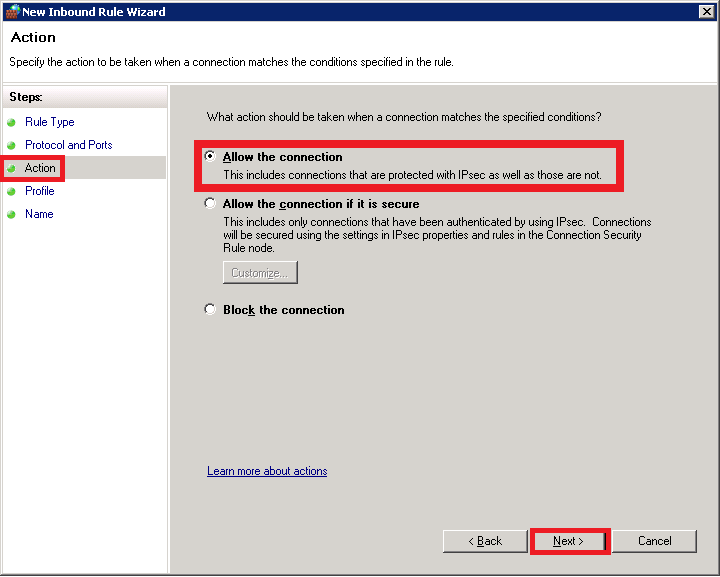 New Inbound Rule Wizard
Action
Specify the action to be taken when a connection matches the conditions specified in the rule.
Steps:
Rule Type
Protocol and Ports
Action
Profile
Name
What action should be taken when a connection matches the specified conditions?
Allow the connection
This includes connections that are protected with IPsec as well as those are not.
Allow the connection if it is secure
This includes only connections that have been authenticated by using IPsec. Connections
will be secured using the settings in IPsec properties and rules in the Connection Security
Rule node.
Customize...
Block the connection
Learn more about actions
< Back
Next >
Cancel